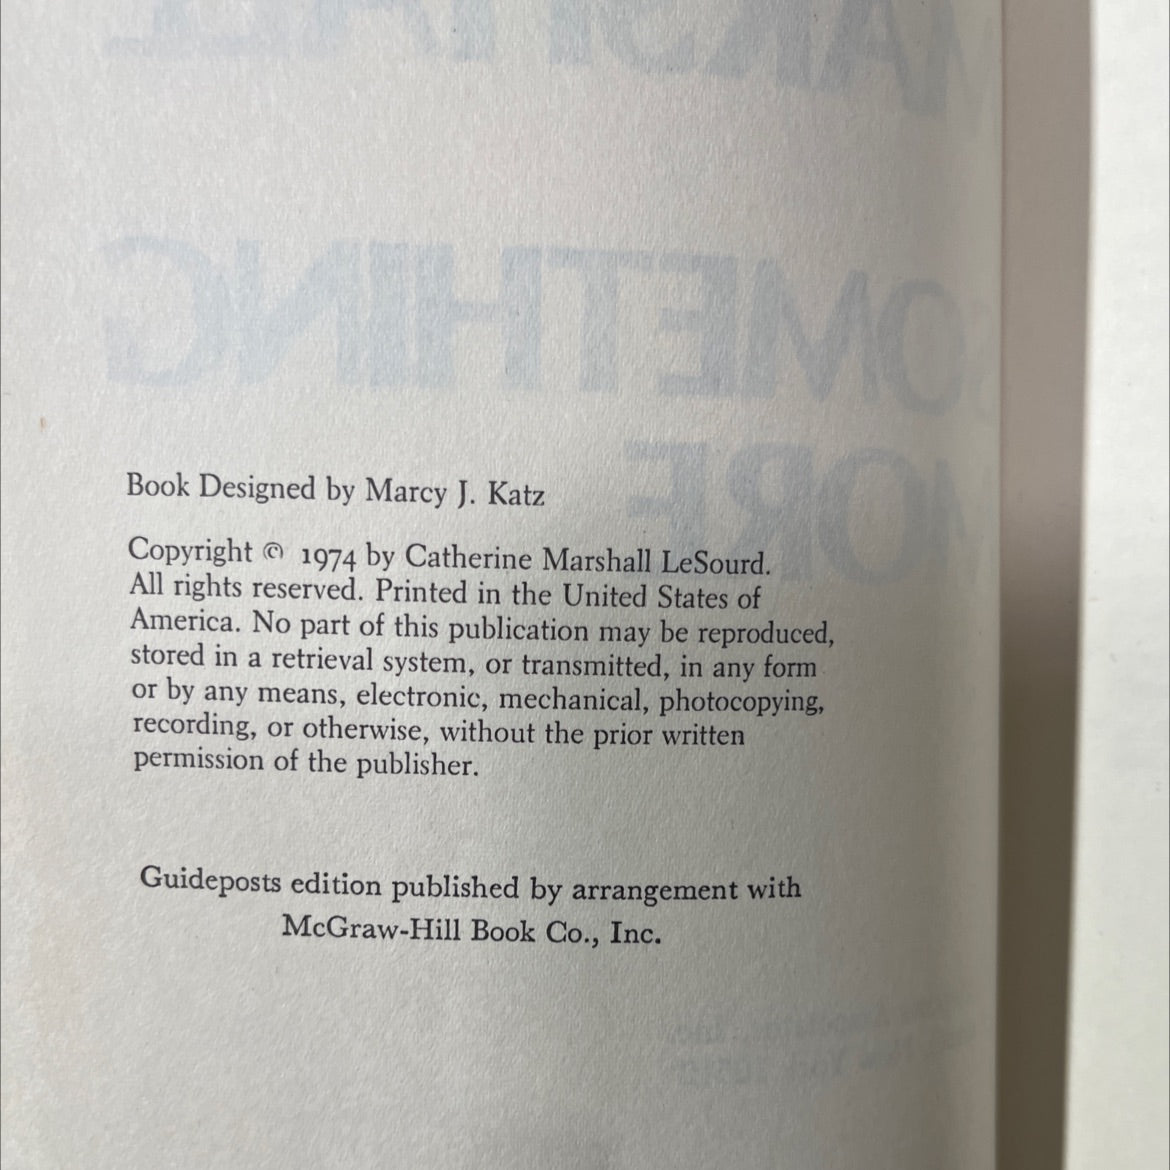 Book Designed by Marcy J. Katz
Copyright © 1974 by Catherine Marshall LeSourd.
All rights reserved. Printed in the United States of
America. No part of this publication may be reproduced,
stored in a retrieval system, or transmitted, in any form
or by any means, electronic, mechanical, photocopying,
recording, or otherwise, without the prior written
permission of the publisher.
Guideposts edition published by arrangement with
McGraw-Hill Book Co., Inc.